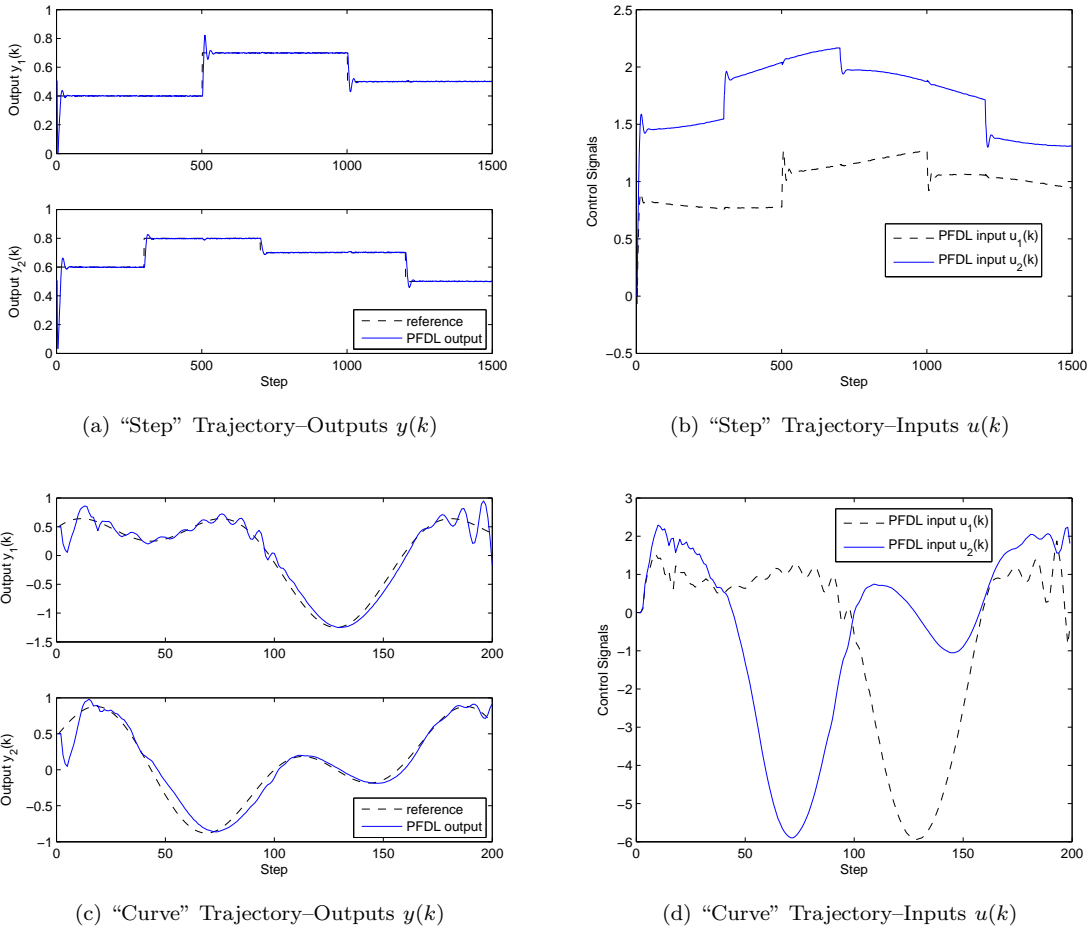 1
0.8
0.6
0.4
0.2
0
0 500 1000 1500
Output y1(k)
1
0.8
0.6
0.4
0.2
0
0 500 1000 1500
Output y2(k)
Step
reference
PFDL output
(a) “Step” Trajectory–Outputs y(k)
2.5
2
1.5
1
0.5
0
−0.5
0 500 1000 1500
Control Signals
Step
PFDL input u1(k)
PFDL input u2(k)
(b) “Step” Trajectory–Inputs u(k)
1
0.5
0
−0.5
−1
−1.5
0 50 100 150 200
Output y1(k)
1
0.5
0
−0.5
−1
0 50 100 150 200
Output y2(k)
Step
reference
PFDL output
(c) “Curve” Trajectory–Outputs y(k)
3
2
1
0
−1
−2
−3
−4
−5
−6
0 50 100 150 200
Control Signals
Step
PFDL input u1(k)
PFDL input u2(k)
(d) “Curve” Trajectory–Inputs u(k)